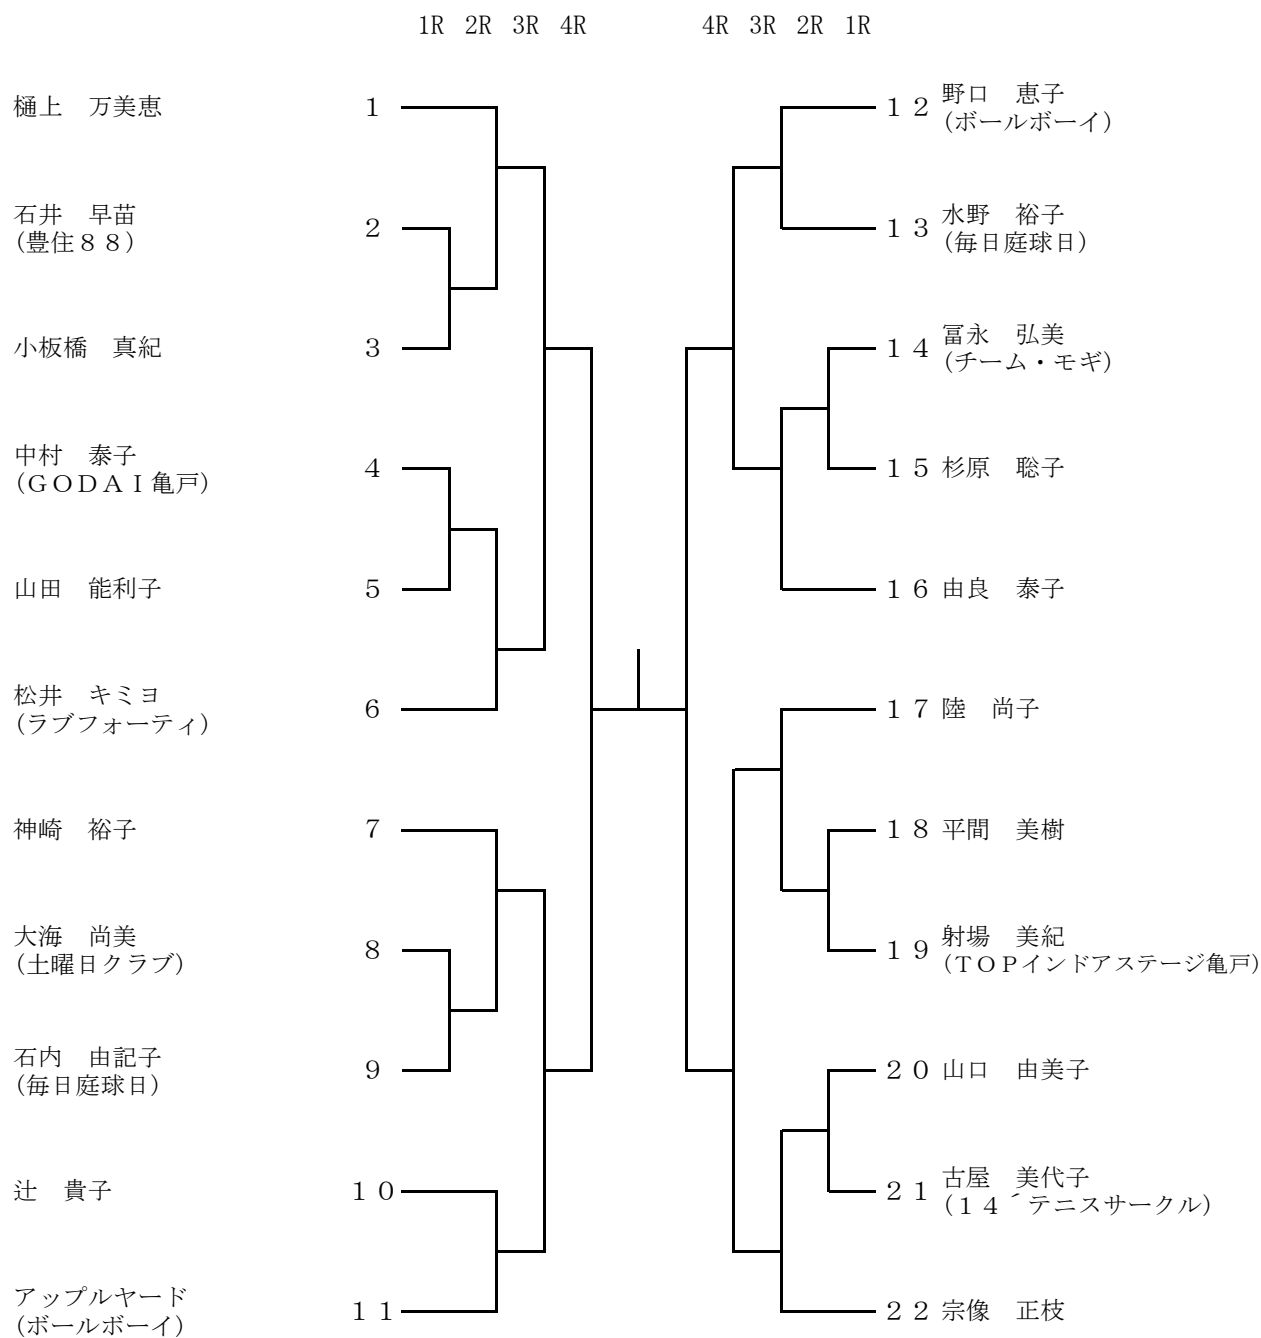 1R 2R 3R 4R
樋上　万美恵 1
石井　早苗
(豊住８８) 2
小板橋　真紀 3
中村　泰子
(ＧＯＤＡＩ亀戸) 4
山田　能利子 5
松井　キミヨ
(ラブフォーティ) 6
神崎　裕子 7
大海　尚美
(土曜日クラブ) 8
石内　由記子
(毎日庭球日) 9
辻　貴子 １０
アップルヤード
(ボールボーイ) １１
4R 3R 2R 1R
１２ 野口　恵子
(ボールボーイ)
１３ 水野　裕子
(毎日庭球日)
１４ 冨永　弘美
(チーム・モギ)
１５ 杉原　聡子
１６ 由良　泰子
１７ 陸　尚子
１８ 平間　美樹
１９ 射場　美紀
(ＴＯＰインドアステージ亀戸)
２０ 山口　由美子
２１ 古屋　美代子
(１４´テニスサークル)
２２ 宗像　正枝